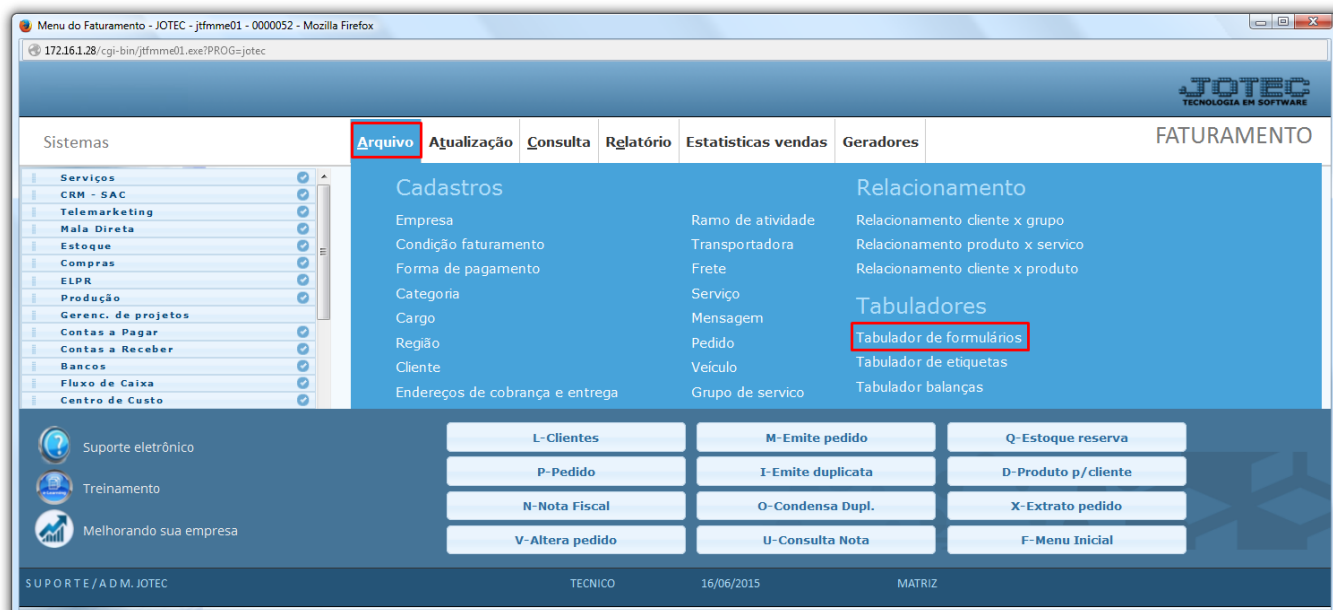 Menu do Faturamento - JOTEC - jtfmme01 - 0000052 - Mozilla Firefox
172.16.1.28/cgi-bin/jtfmme01.exe?PROG=jotec
JOTEC
TECNOLOGIA EM SOFTWARE
Sistemas
Arquivo Atualização Consulta Relatório Estatisticas vendas Geradores
FATURAMENTO
Serviços
CRM - SAC
Telemarketing
Mala Direta
Estoque
Compras
ELPR
Produção
Gerenc. de projetos
Contas a Pagar
Contas a Receber
Bancos
Fluxo de Caixa
Centro de Custo
Cadastros
Empresa
Condição faturamento
Forma de pagamento
Categoria
Cargo
Região
Cliente
Endereços de cobrança e entrega
Ramo de atividade
Transportadora
Frete
Serviço
Mensagem
Pedido
Veículo
Grupo de servico
Relacionamento
Relacionamento cliente x grupo
Relacionamento produto x servico
Relacionamento cliente x produto
Tabuladores
Tabulador de formulários
Tabulador de etiquetas
Tabulador balanças
Suporte eletrônico
Treinamento
Melhorando sua empresa
L-Clientes M-Emite pedido Q-Estoque reserva
P-Pedido I-Emite duplicata D-Produto p/cliente
N-Nota Fiscal O-Condensa Dupl. X-Extrato pedido
V-Altera pedido U-Consulta Nota F-Menu Inicial
SUPORTE/ADM. JOTEC TECNICO 16/06/2015 MATRIZ